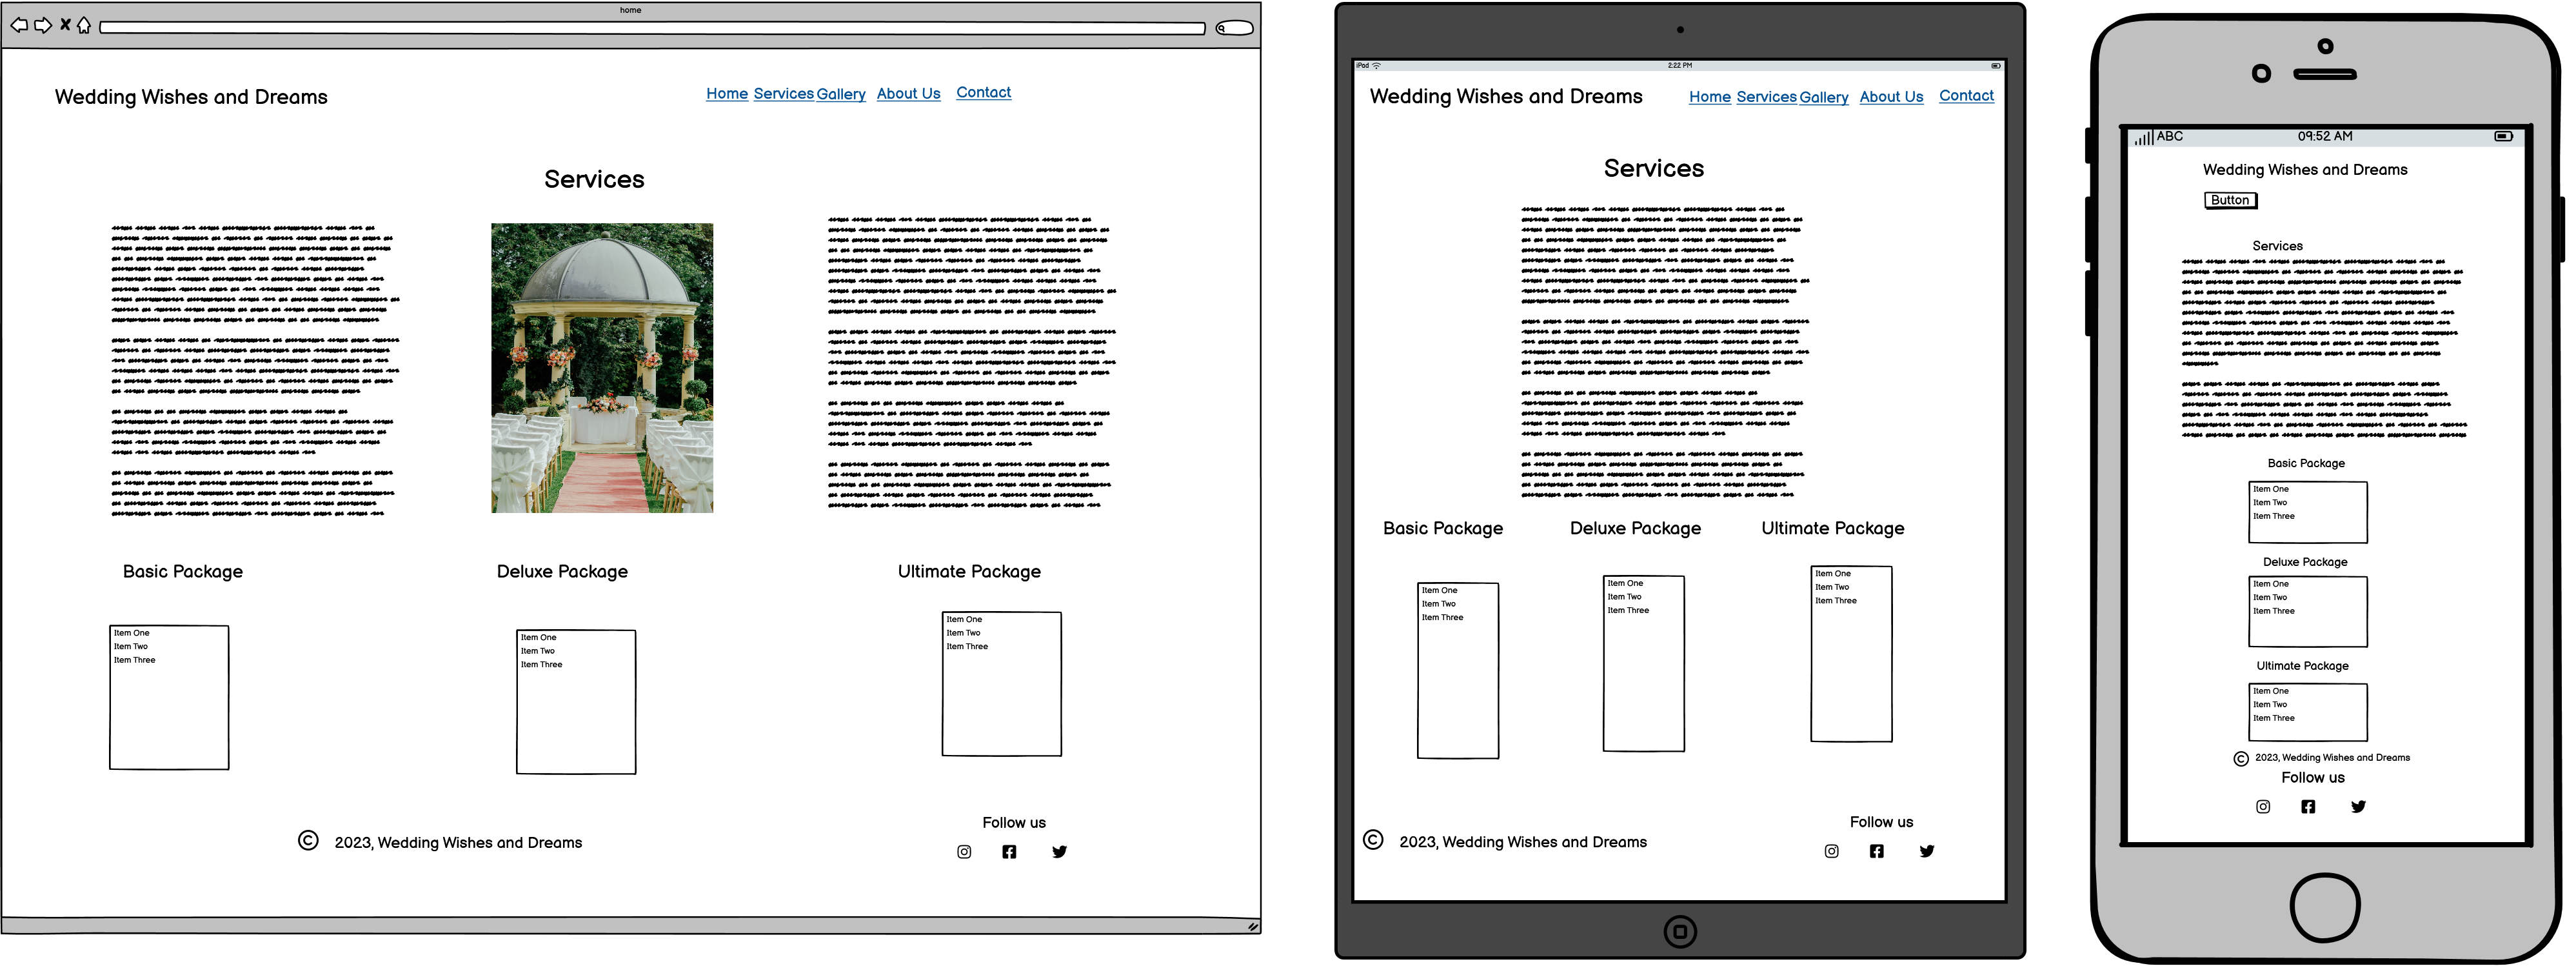 home
Wedding Wishes and Dreams
Home Services Gallery About Us Contact
Services
Basic Package Deluxe Package Ultimate Package
Item One
Item Two
Item Three
Item One
Item Two
Item Three
Item One
Item Two
Item Three
© 2023, Wedding Wishes and Dreams
Follow us
iPad 2:22 PM
Wedding Wishes and Dreams
Home Services Gallery About Us Contact
Services
Basic Package Deluxe Package Ultimate Package
Item One
Item Two
Item Three
Item One
Item Two
Item Three
Item One
Item Two
Item Three
© 2023, Wedding Wishes and Dreams
Follow us
ABC 09:52 AM
Wedding Wishes and Dreams
Button
Services
Basic Package
Item One
Item Two
Item Three
Deluxe Package
Item One
Item Two
Item Three
Ultimate Package
Item One
Item Two
Item Three
© 2023, Wedding Wishes and Dreams
Follow us